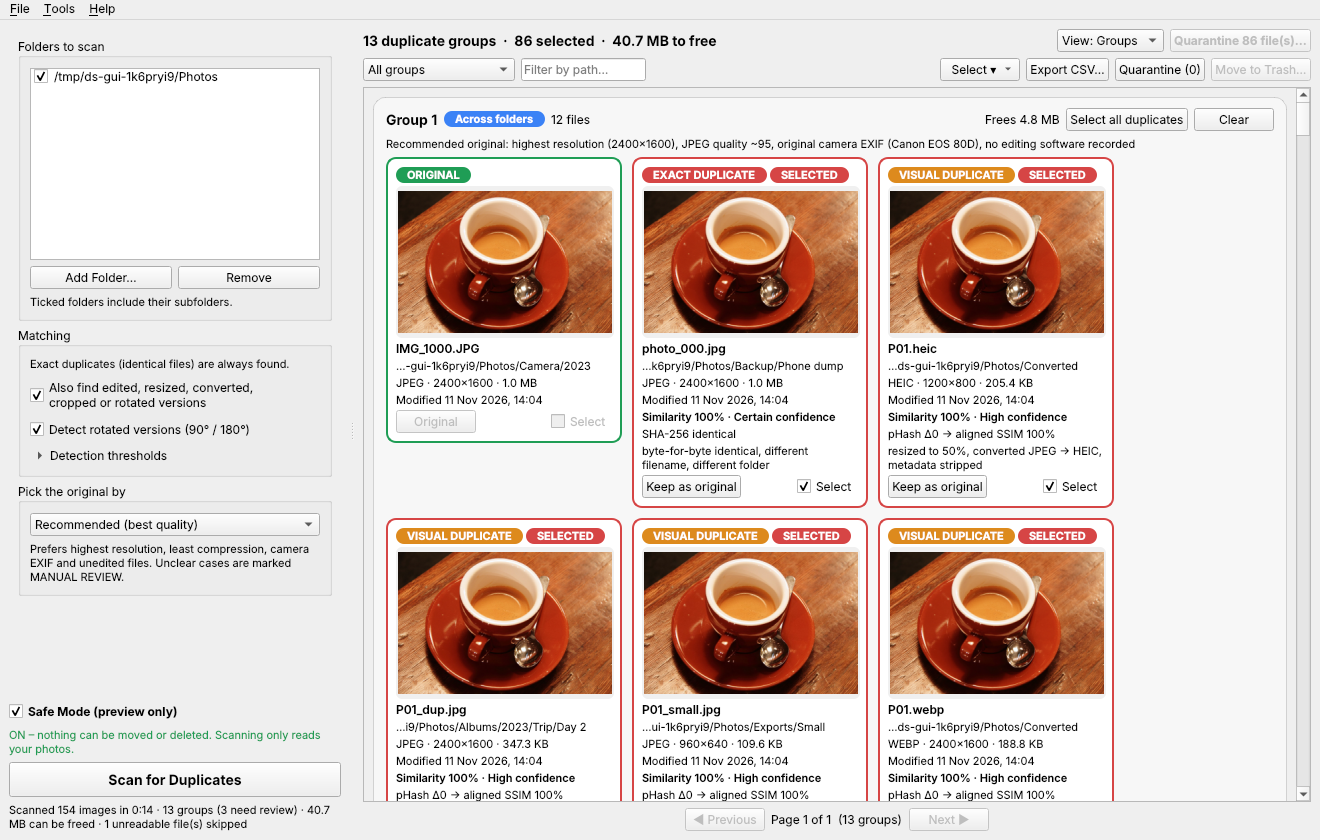 File Tools Help
Folders to scan
/tmp/ds-gui-1k6pryi9/Photos
Add Folder...
Remove
Ticked folders include their subfolders.
Matching
Exact duplicates (identical files) are always found.
Also find edited, resized, converted,
cropped or rotated versions
Detect rotated versions (90° / 180°)
Detection thresholds
Pick the original by
Recommended (best quality)
Prefers highest resolution, least compression, camera
EXIF and unedited files. Unclear cases are marked
MANUAL REVIEW.
Safe Mode (preview only)
ON – nothing can be moved or deleted. Scanning only reads
your photos.
Scan for Duplicates
Scanned 154 images in 0:14 · 13 groups (3 need review) · 40.7
MB can be freed · 1 unreadable file(s) skipped
13 duplicate groups · 86 selected · 40.7 MB to free
View: Groups
Quarantine 86 file(s)...
All groups
Filter by path...
Select ▾
Export CSV...
Quarantine (0)
Move to Trash...
Group 1 Across folders 12 files
Frees 4.8 MB
Select all duplicates
Clear
Recommended original: highest resolution (2400×1600), JPEG quality ~95, original camera EXIF (Canon EOS 80D), no editing software recorded
ORIGINAL
IMG_1000.JPG
...-gui-1k6pryi9/Photos/Camera/2023
JPEG · 2400×1600 · 1.0 MB
Modified 11 Nov 2026, 14:04
Original
Select
EXACT DUPLICATE SELECTED
photo_000.jpg
...k6pryi9/Photos/Backup/Phone dump
JPEG · 2400×1600 · 1.0 MB
Modified 11 Nov 2026, 14:04
Similarity 100% · Certain confidence
SHA-256 identical
byte-for-byte identical, different
filename, different folder
Keep as original
Select
VISUAL DUPLICATE SELECTED
P01.heic
...ds-gui-1k6pryi9/Photos/Converted
HEIC · 1200×800 · 205.4 KB
Modified 11 Nov 2026, 14:04
Similarity 100% · High confidence
pHash Δ0 → aligned SSIM 100%
resized to 50%, converted JPEG → HEIC,
metadata stripped
Keep as original
Select
VISUAL DUPLICATE SELECTED
P01_dup.jpg
...i9/Photos/Albums/2023/Trip/Day 2
JPEG · 2400×1600 · 347.3 KB
Modified 11 Nov 2026, 14:04
Similarity 100% · High confidence
pHash Δ0 → aligned SSIM 100%
VISUAL DUPLICATE SELECTED
P01_small.jpg
...ui-1k6pryi9/Photos/Exports/Small
JPEG · 960×640 · 109.6 KB
Modified 11 Nov 2026, 14:04
Similarity 100% · High confidence
pHash Δ0 → aligned SSIM 100%
VISUAL DUPLICATE SELECTED
P01.webp
...ds-gui-1k6pryi9/Photos/Converted
WEBP · 2400×1600 · 188.8 KB
Modified 11 Nov 2026, 14:04
Similarity 100% · High confidence
pHash Δ0 → aligned SSIM 100%
◀ Previous
Page 1 of 1 (13 groups)
Next ▶